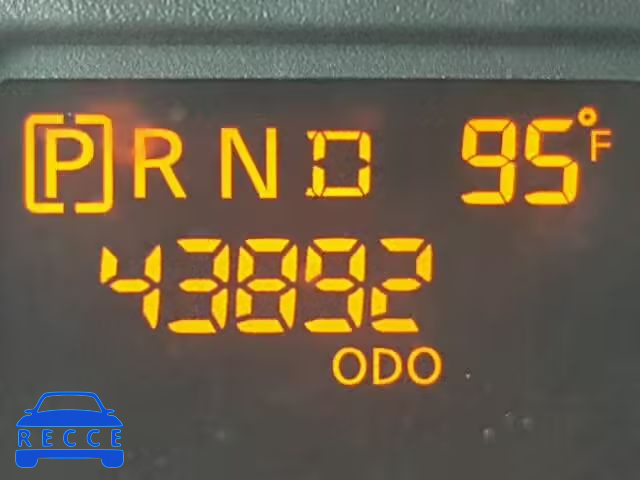 [P] R N D 95°F
43892
ODO
RECCE